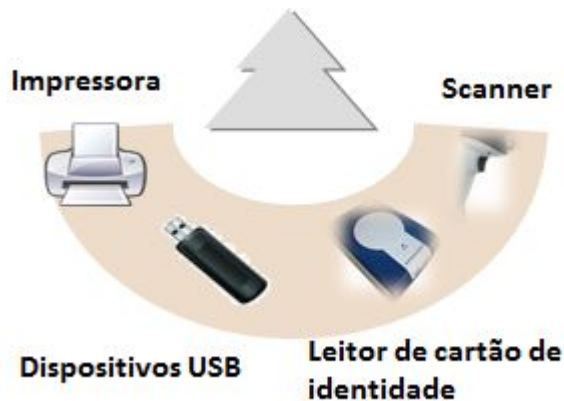 Impressora
Scanner
Dispositivos USB
Leitor de cartão de
identidade